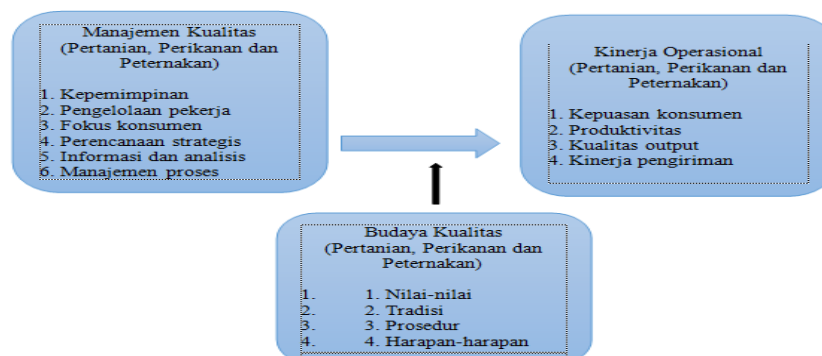 Manajemen Kualitas
(Pertanian, Perikanan dan
Peternakan)
1. Kepemimpinan
2. Pengelolaan pekerja
3. Fokus konsumen
4. Perencanaan strategis
5. Informasi dan analisis
6. Manajemen proses
Kinerja Operasional
(Pertanian, Perikanan dan
Peternakan)
1. Kepuasan konsumen
2. Produktivitas
3. Kualitas output
4. Kinerja pengiriman
Budaya Kualitas
(Pertanian, Perikanan dan
Peternakan)
1. 1. Nilai-nilai
2. 2. Tradisi
3. 3. Prosedur
4. 4. Harapan-harapan